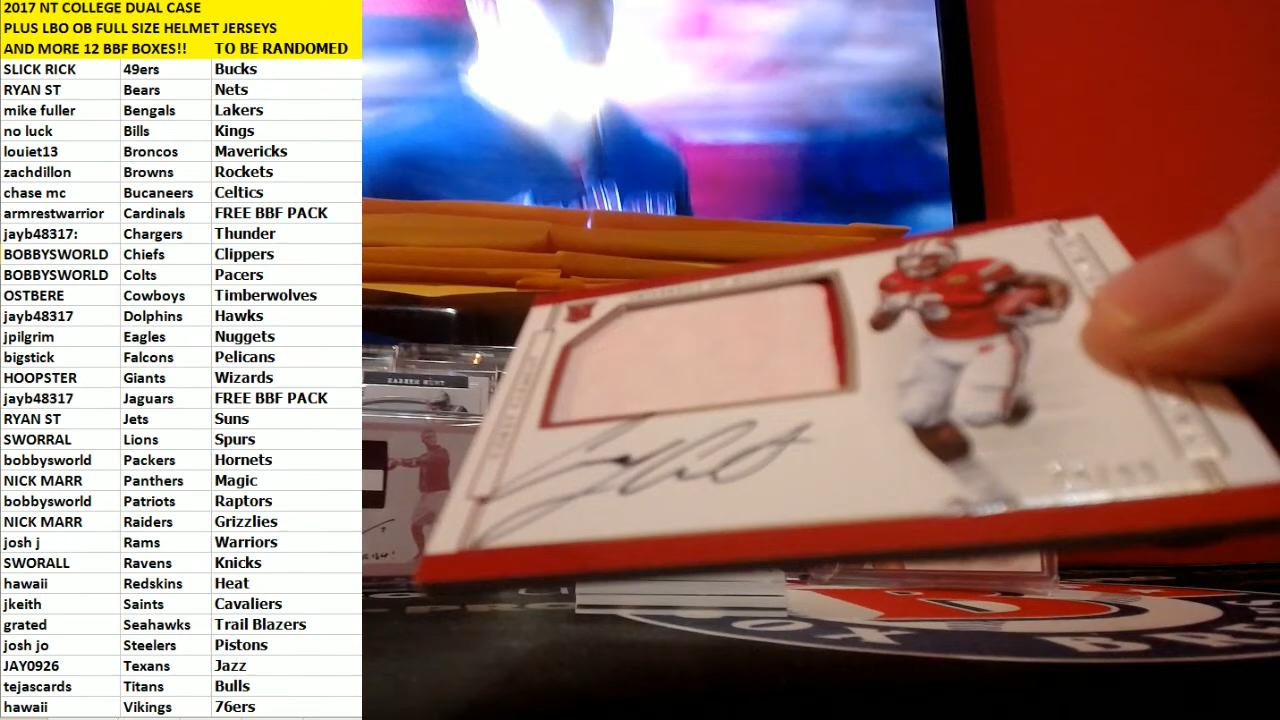 2017 NT COLLEGE DUAL CASE
PLUS LBO OB FULL SIZE HELMET JERSEYS
AND MORE 12 BBF BOXES!! TO BE RANDOMED
SLICK RICK 49ers Bucks
RYAN ST Bears Nets
mike fuller Bengals Lakers
no luck Bills Kings
louiet13 Broncos Mavericks
zachdillon Browns Rockets
chase mc Bucaneers Celtics
armrestwarrior Cardinals FREE BBF PACK
jayb48317: Chargers Thunder
BOBBYSWORLD Chiefs Clippers
BOBBYSWORLD Colts Pacers
OSTBERE Cowboys Timberwolves
jayb48317 Dolphins Hawks
jpilgrim Eagles Nuggets
bigstick Falcons Pelicans
HOOPSTER Giants Wizards
jayb48317 Jaguars FREE BBF PACK
RYAN ST Jets Suns
SWORRAL Lions Spurs
bobbysworld Packers Hornets
NICK MARR Panthers Magic
bobbysworld Patriots Raptors
NICK MARR Raiders Grizzlies
josh j Rams Warriors
SWORALL Ravens Knicks
hawaii Redskins Heat
jkeith Saints Cavaliers
grated Seahawks Trail Blazers
josh jo Steelers Pistons
JAY0926 Texans Jazz
tejascards Titans Bulls
hawaii Vikings 76ers